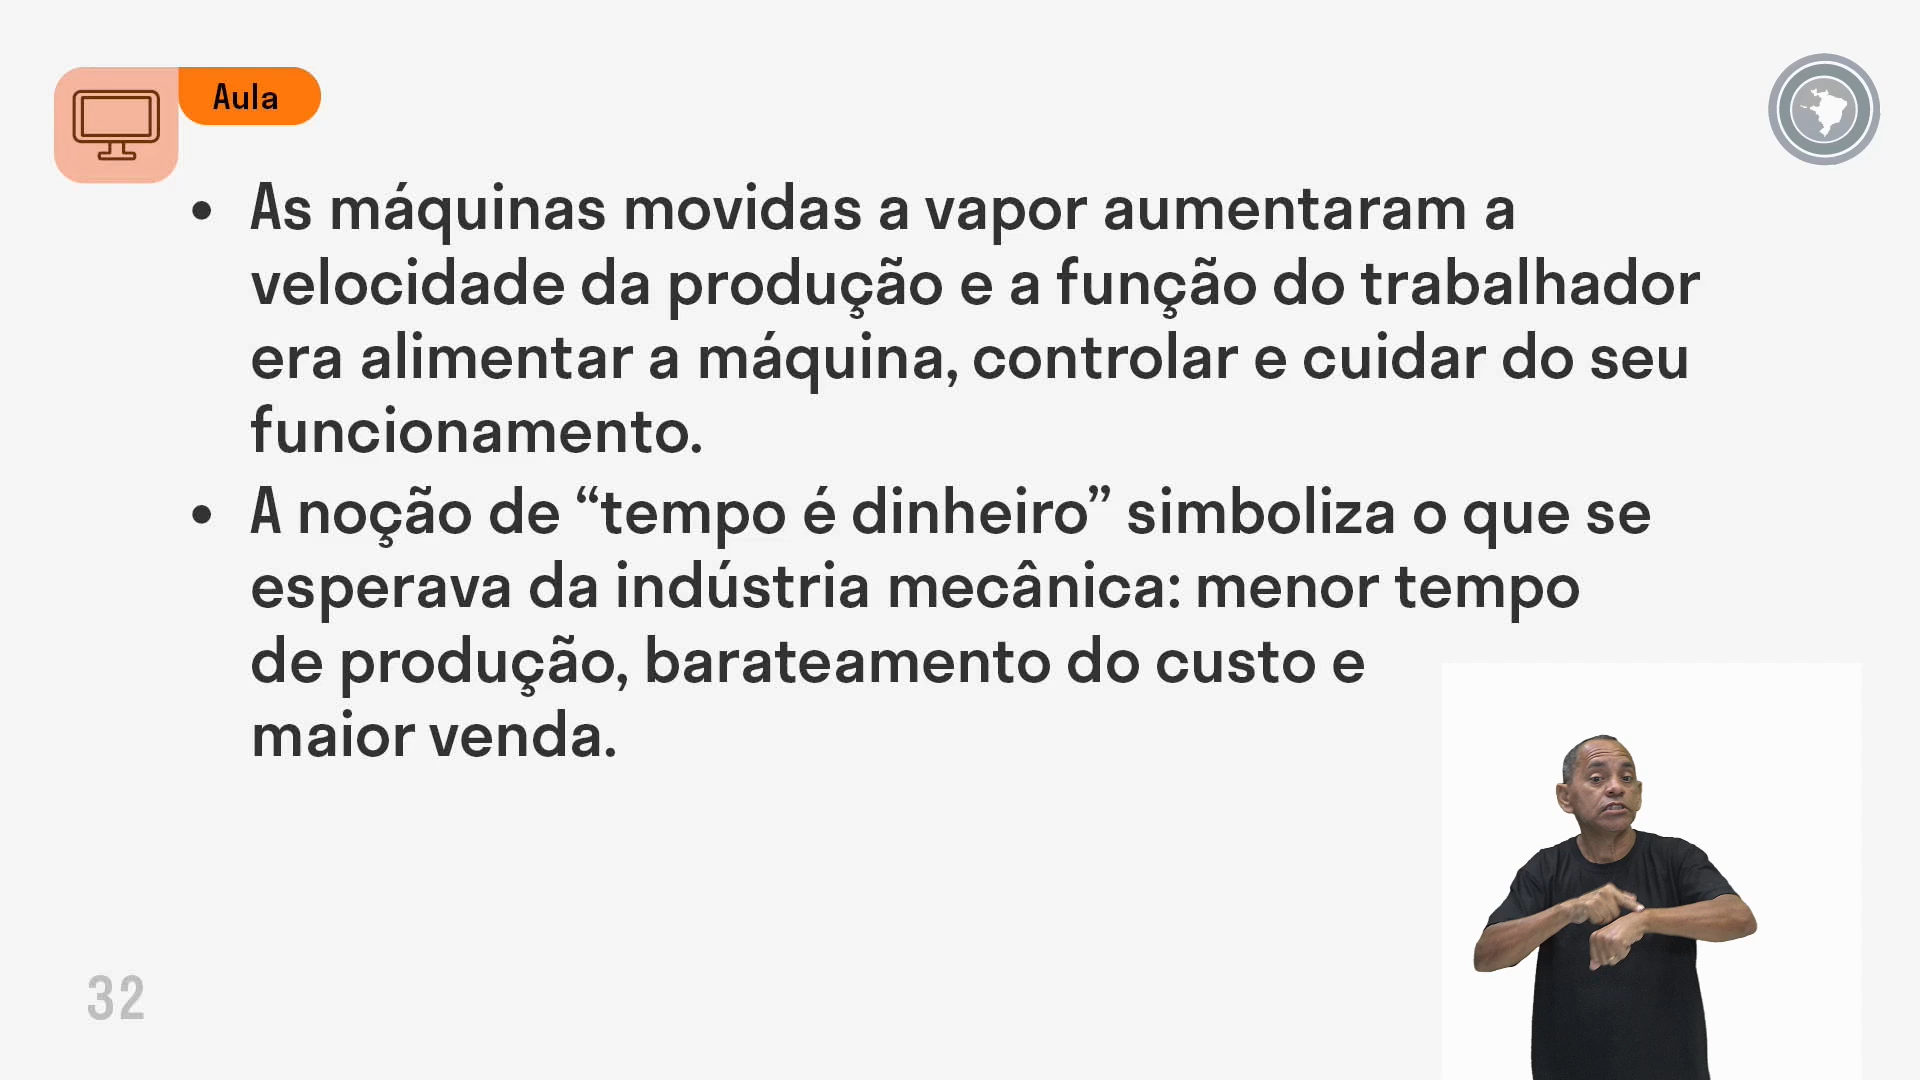 Aula
• As máquinas movidas a vapor aumentaram a
velocidade da produção e a função do trabalhador
era alimentar a máquina, controlar e cuidar do seu
funcionamento.
• A noção de “tempo é dinheiro” simboliza o que se
esperava da indústria mecânica: menor tempo
de produção, barateamento do custo e
maior venda.
32